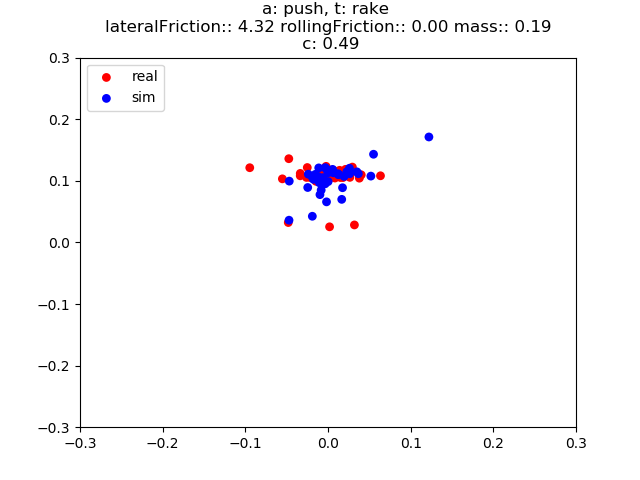 a: push, t: rake
lateralFriction:: 4.32 rollingFriction:: 0.00 mass:: 0.19
c: 0.49
real
sim
0.3
0.2
0.1
0.0
−0.1
−0.2
−0.3
−0.3 −0.2 −0.1 0.0 0.1 0.2 0.3